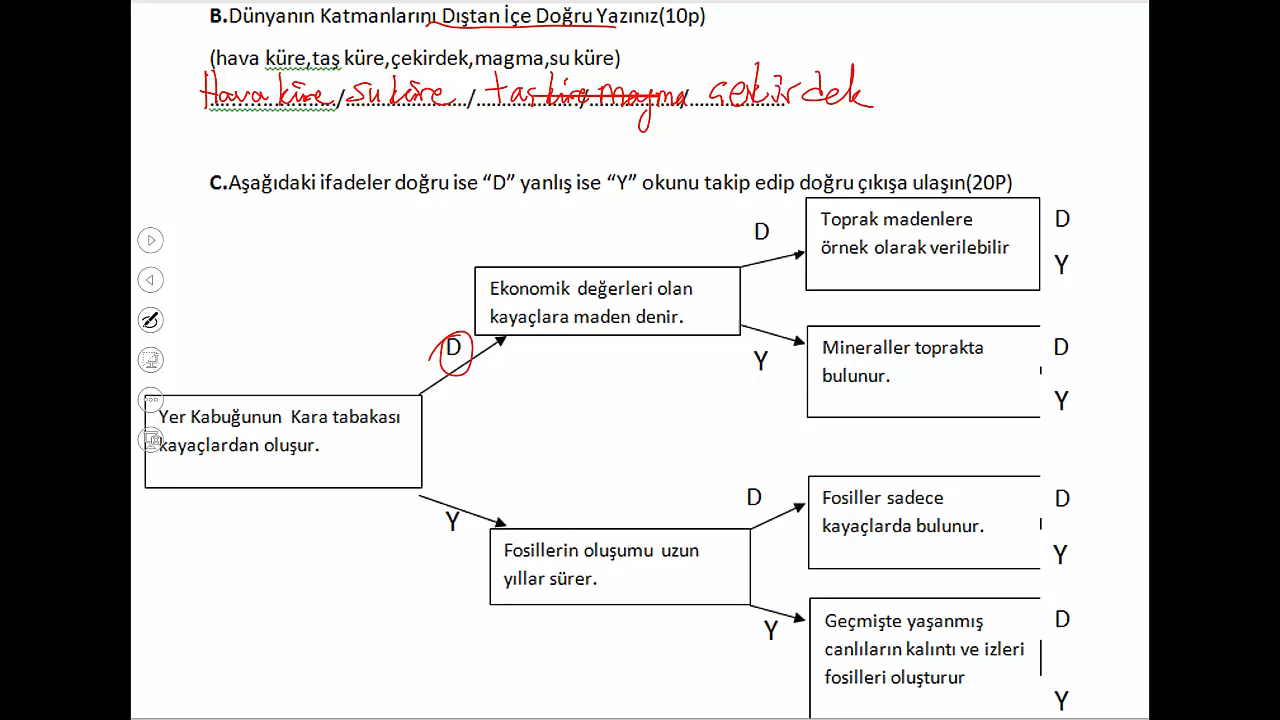 B.Dünyanın Katmanlarını Dıştan İçe Doğru Yazınız(10p)
(hava küre,taş küre,çekirdek,magma,su küre)
Hava küre/su küre/taş küre/magma/çekirdek
C.Aşağıdaki ifadeler doğru ise “D” yanlış ise “Y” okunu takip edip doğru çıkışa ulaşın(20P)
Toprak madenlere
örnek olarak verilebilir
D
Y
D
Ekonomik değerleri olan
kayaçlara maden denir.
Y
Mineraller toprakta
bulunur.
D
Y
D
Yer Kabuğunun Kara tabakası
kayaçlardan oluşur.
Y
Fosillerin oluşumu uzun
yıllar sürer.
D
Fosiller sadece
kayaçlarda bulunur.
D
Y
Y
Geçmişte yaşanmış
canlıların kalıntı ve izleri
fosilleri oluşturur
D
Y